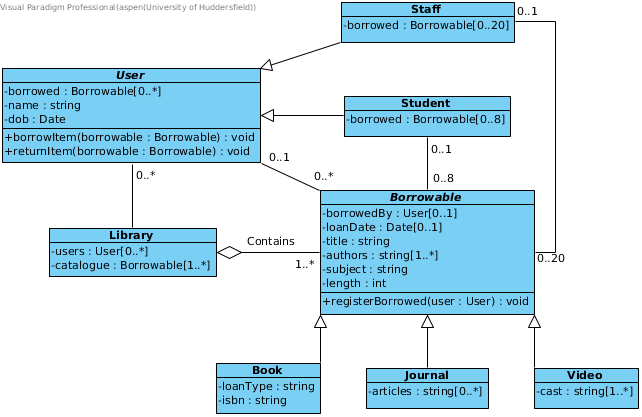 Visual Paradigm Professional(aspen(University of Huddersfield))
Staff
-borrowed : Borrowable[0..20]
0..1
User
-borrowed : Borrowable[0..*]
-name : string
-dob : Date
+borrowItem(borrowable : Borrowable) : void
+returnItem(borrowable : Borrowable) : void
Student
-borrowed : Borrowable[0..8]
0..1
0..1
0..*
0..*
0..8
Borrowable
-borrowedBy : User[0..1]
-loanDate : Date[0..1]
-title : string
-authors : string[1..*]
-subject : string
-length : int
+registerBorrowed(user : User) : void
Library
-users : User[0..*]
-catalogue : Borrowable[1..*]
Contains
1..*
0..20
Book
-loanType : string
-isbn : string
Journal
-articles : string[0..*]
Video
-cast : string[1..*]